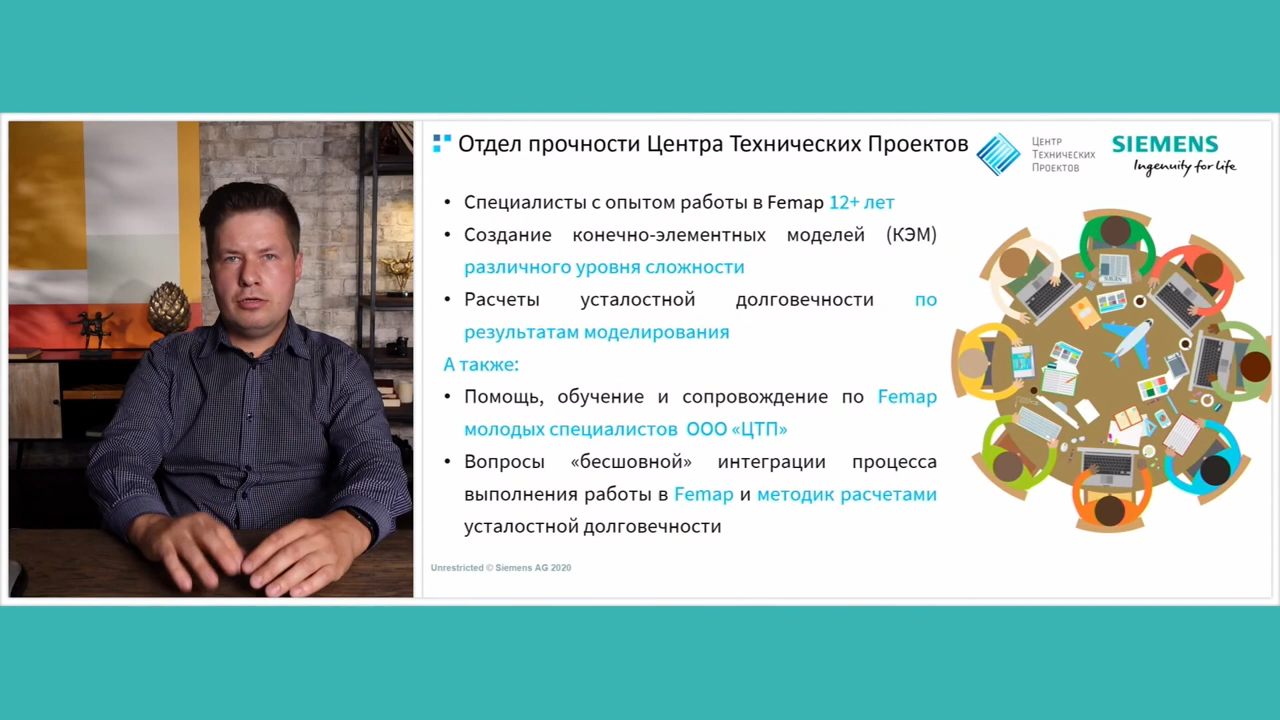 Отдел прочности Центра Технических Проектов
ЦЕНТР
ТЕХНИЧЕСКИХ
ПРОЕКТОВ
SIEMENS
Ingenuity for life
• Специалисты с опытом работы в Femap 12+ лет
• Создание конечно-элементных моделей (КЭМ)
различного уровня сложности
• Расчеты усталостной долговечности по
результатам моделирования
А также:
• Помощь, обучение и сопровождение по Femap
молодых специалистов ООО «ЦТП»
• Вопросы «бесшовной» интеграции процесса
выполнения работы в Femap и методик расчетами
усталостной долговечности
Unrestricted © Siemens AG 2020